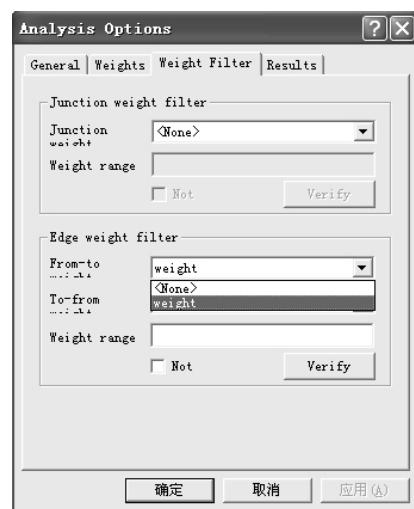 Analysis Options
General Weights Weight Filter Results
Junction weight filter
Junction
<None>
Weight range
Not Verify
Edge weight filter
From-to
weight
<None>
To-from
weight
Weight range
Not Verify
确定 取消 应用(A)